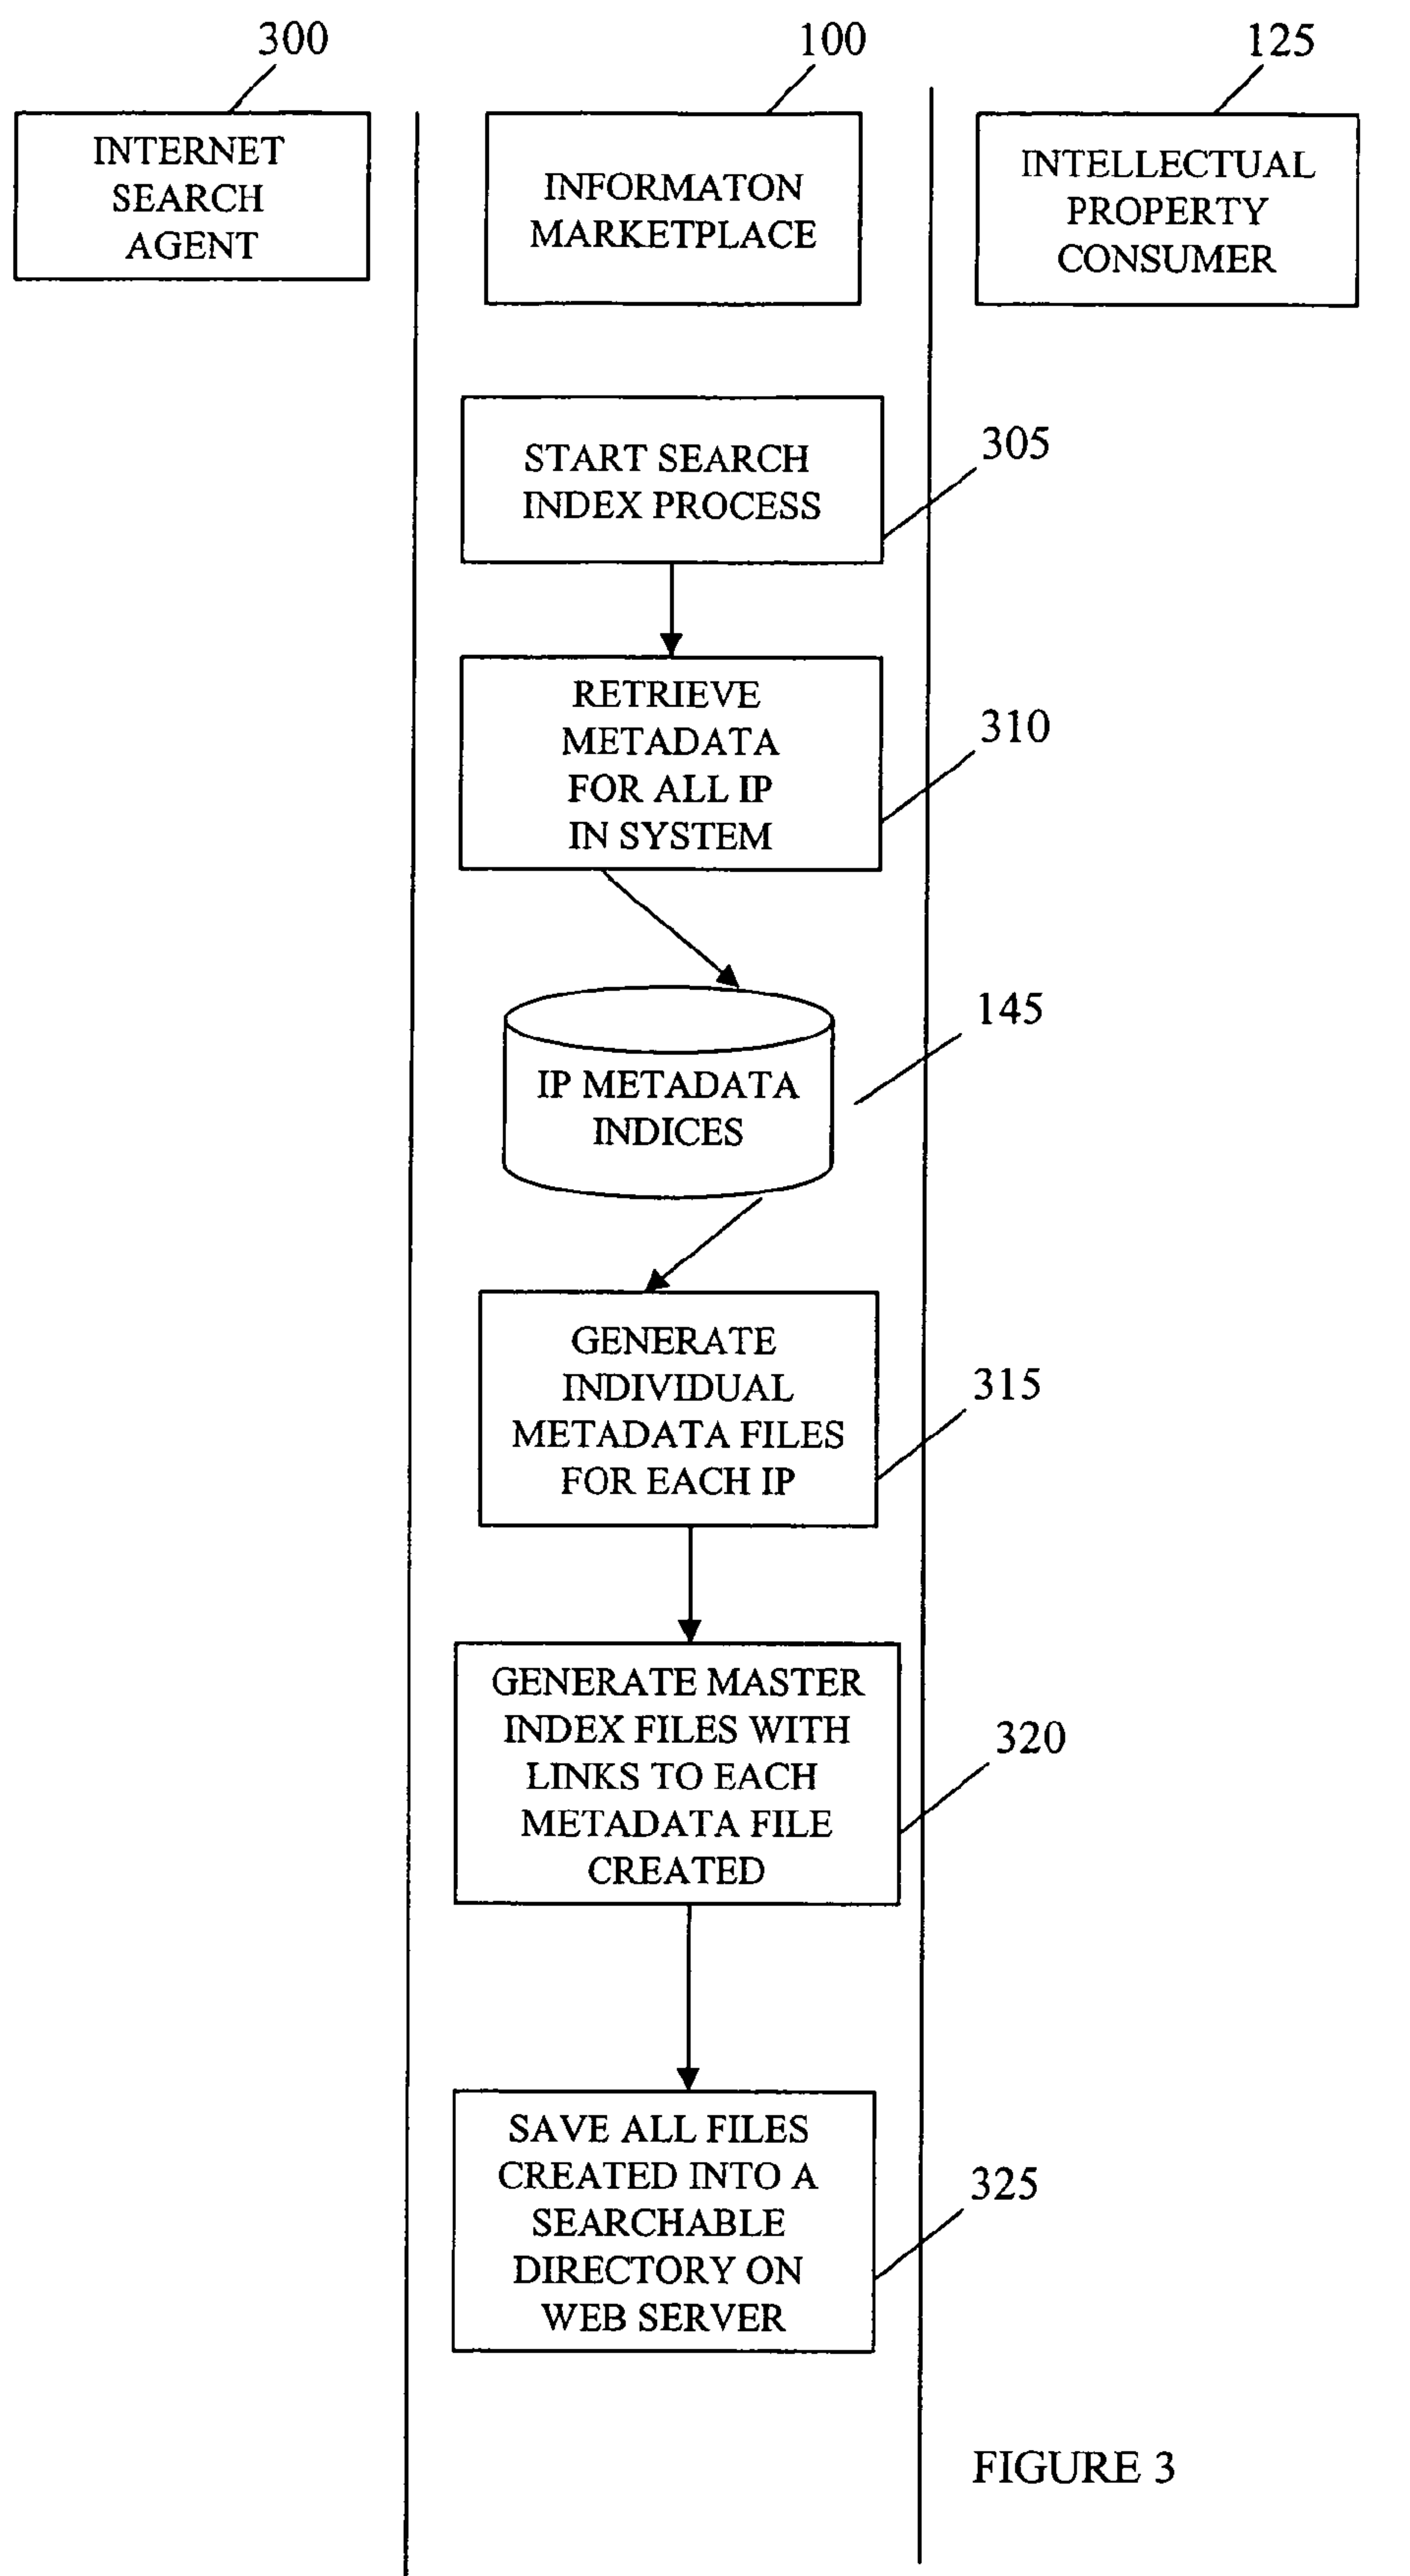 300
100
125
INTERNET
SEARCH
AGENT
INFORMATON
MARKETPLACE
INTELLECTUAL
PROPERTY
CONSUMER
START SEARCH
INDEX PROCESS
305
RETRIEVE
METADATA
FOR ALL IP
IN SYSTEM
310
IP METADATA
INDICES
145
GENERATE
INDIVIDUAL
METADATA FILES
FOR EACH IP
315
GENERATE MASTER
INDEX FILES WITH
LINKS TO EACH
METADATA FILE
CREATED
320
SAVE ALL FILES
CREATED INTO A
SEARCHABLE
DIRECTORY ON
WEB SERVER
325
FIGURE 3